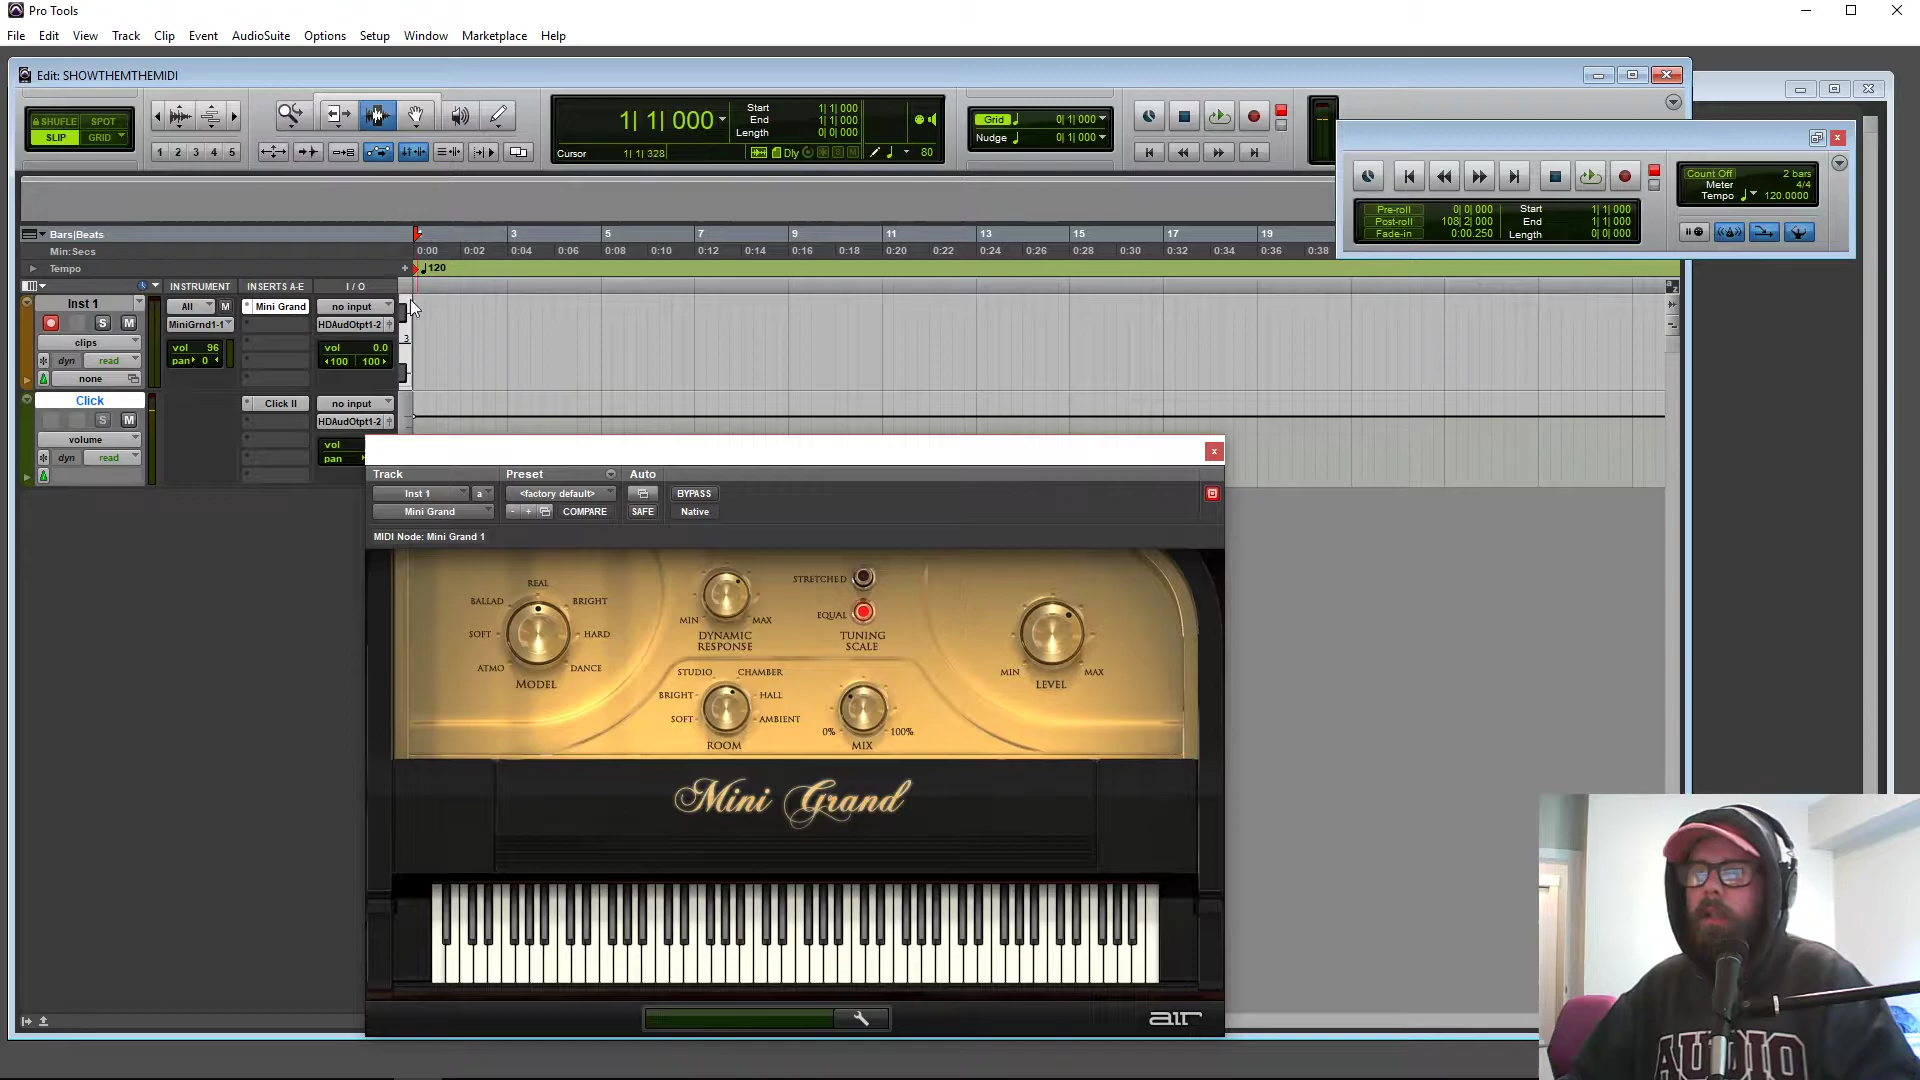 Pro Tools
File Edit View Track Clip Event AudioSuite Options Setup Window Marketplace Help
Edit: SHOWTHEMTHEMIDI
SHUFLE SPOT
SLIP GRID
1 2 3 4 5
1| 1| 000
Start 1| 1| 000
End 1| 1| 000
Length 0| 0| 000
Cursor 1| 1| 328
Dly
80
Grid 0| 1| 000
Nudge 0| 1| 000
Count Off 2 bars
Meter 4/4
Tempo 120.0000
Pre-roll 0| 0| 000 Start 1| 1| 000
Post-roll 108| 2| 000 End 1| 1| 000
Fade-in 0:00.250 Length 0| 0| 000
Bars|Beats 3 5 7 9 11 13 15 17 19
Min:Secs 0:00 0:02 0:04 0:06 0:08 0:10 0:12 0:14 0:16 0:18 0:20 0:22 0:24 0:26 0:28 0:30 0:32 0:34 0:36 0:38
Tempo 120
INSTRUMENT INSERTS A-E I / O
Inst 1 All M Mini Grand no input
S M MiniGrnd1-1 HDAudOtpt1-2
clips vol 96 vol 0.0
dyn read pan 0 100 100
none
3
Click Click II no input
S M HDAudOtpt1-2
volume vol
dyn read pan
Track Preset Auto
Inst 1 a <factory default> BYPASS
Mini Grand - + COMPARE SAFE Native
MIDI Node: Mini Grand 1
REAL
BALLAD BRIGHT
SOFT HARD
ATMO DANCE
MODEL
MIN MAX
DYNAMIC
RESPONSE
STRETCHED
EQUAL
TUNING
SCALE
STUDIO CHAMBER
BRIGHT HALL
SOFT AMBIENT
ROOM
0% 100%
MIX
MIN MAX
LEVEL
Mini Grand
air
AUDIO